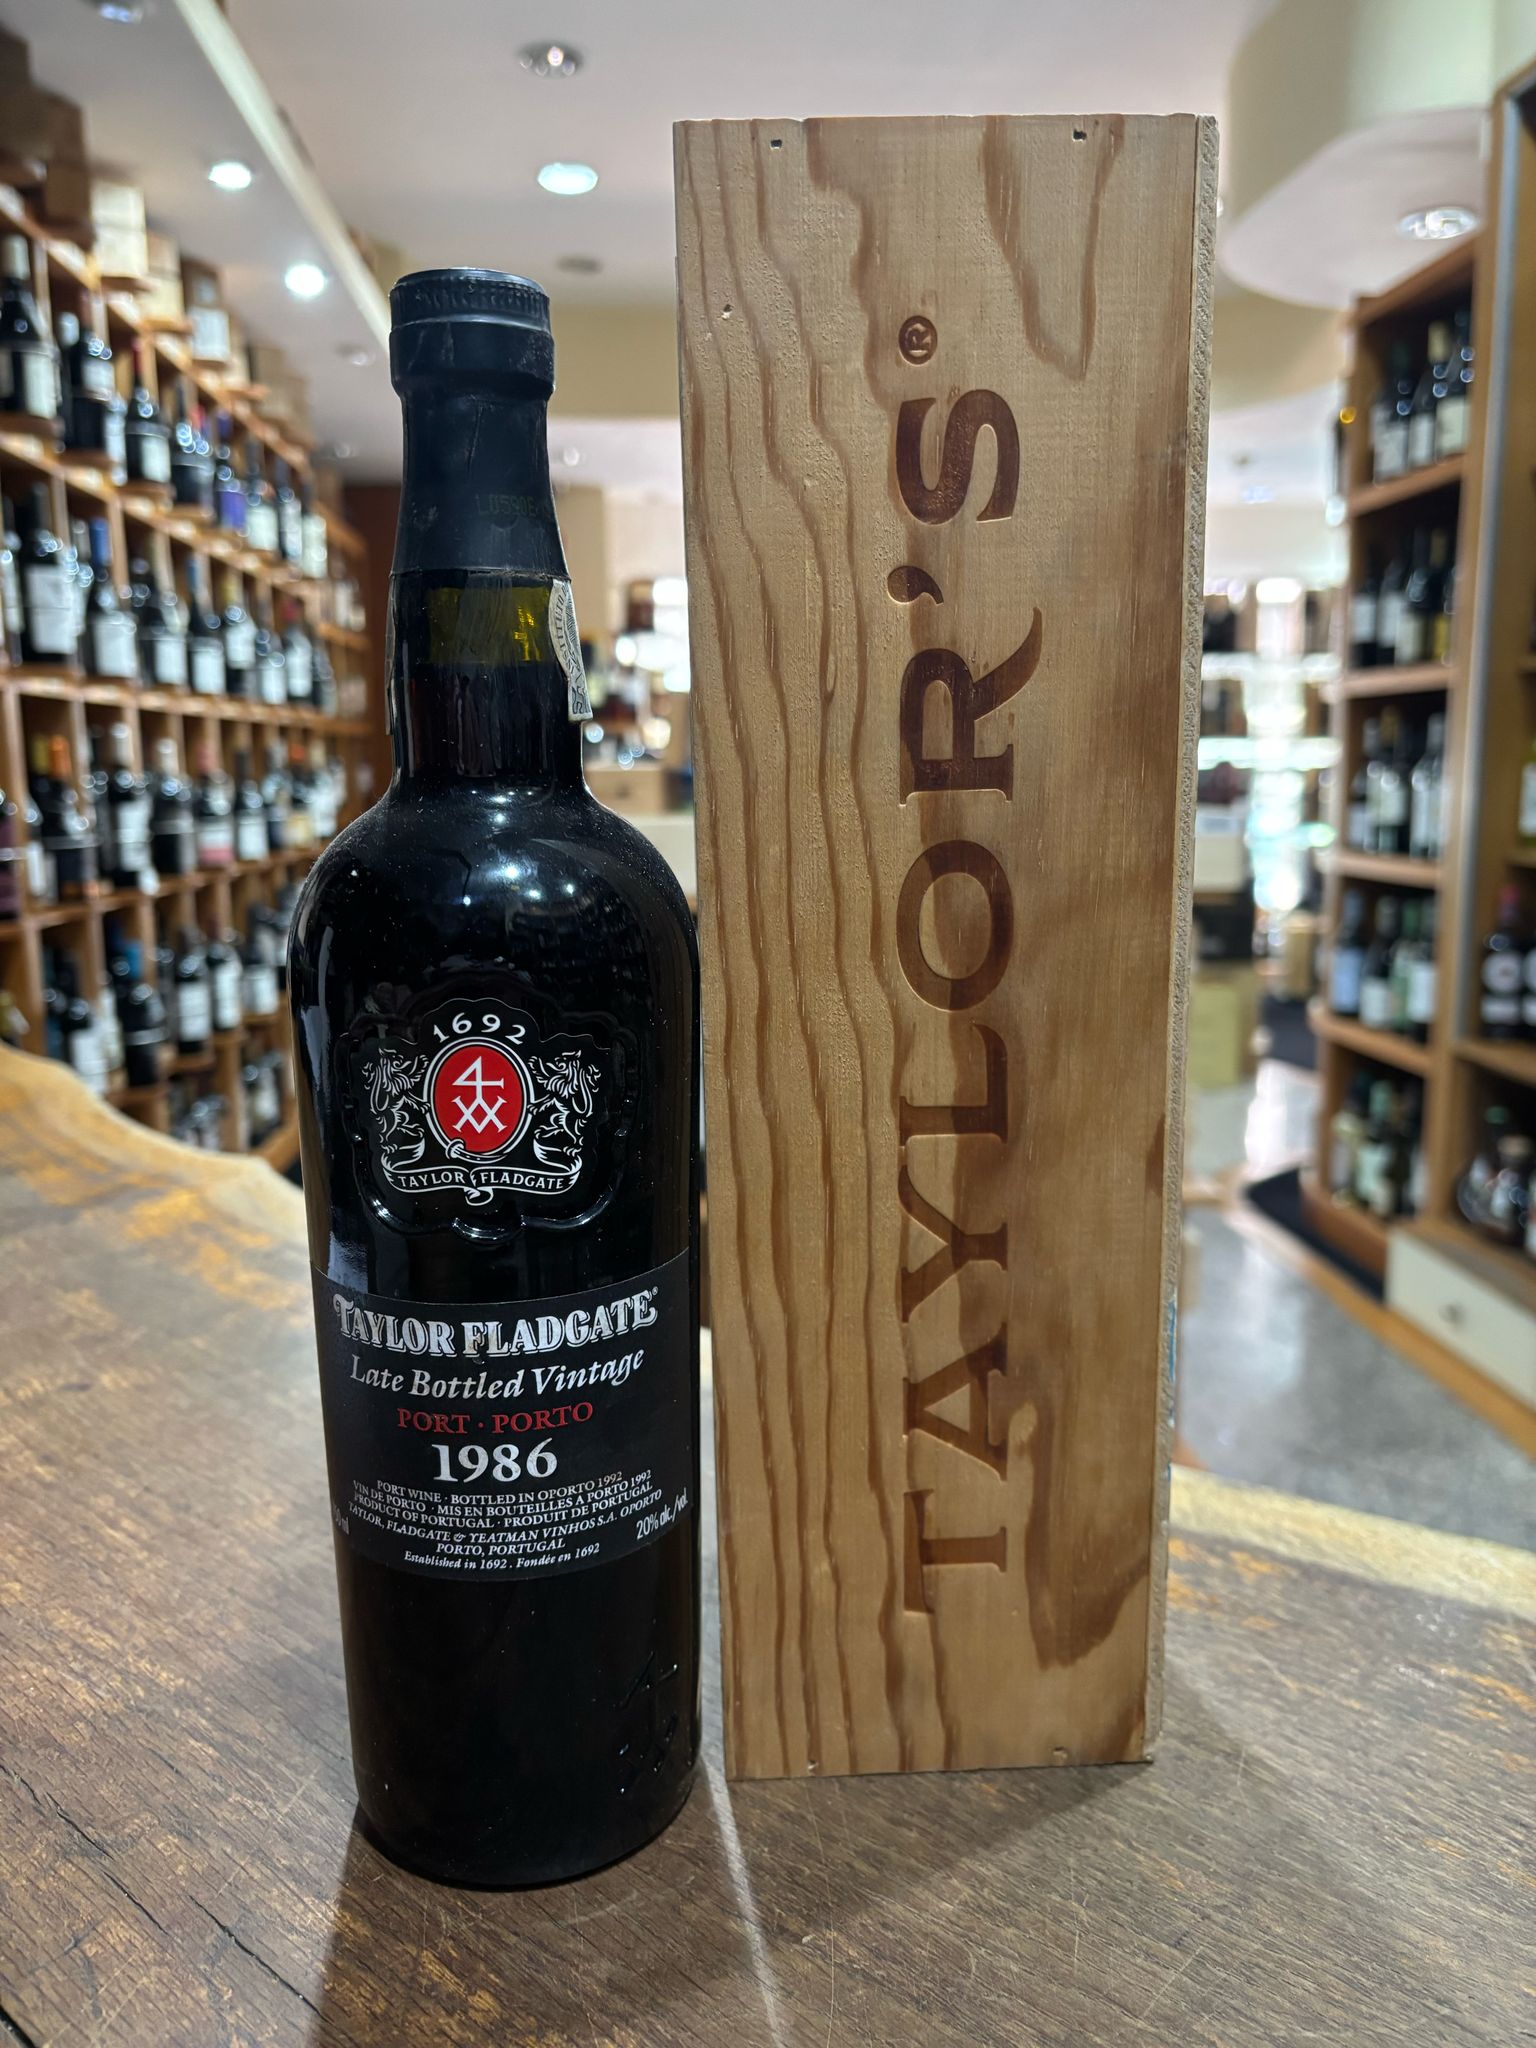 L0590E
1692
TAYLOR FLADGATE
TAYLOR FLADGATE®
Late Bottled Vintage
PORT · PORTO
1986
PORT WINE · BOTTLED IN OPORTO 1992
VIN DE PORTO · MIS EN BOUTEILLES A PORTO 1992
PRODUCT OF PORTUGAL · PRODUIT DE PORTUGAL
TAYLOR, FLADGATE & YEATMAN VINHOS S.A. OPORTO
PORTO, PORTUGAL
20% alc./vol.
Established in 1692 . Fondée en 1692
TAYLOR'S®